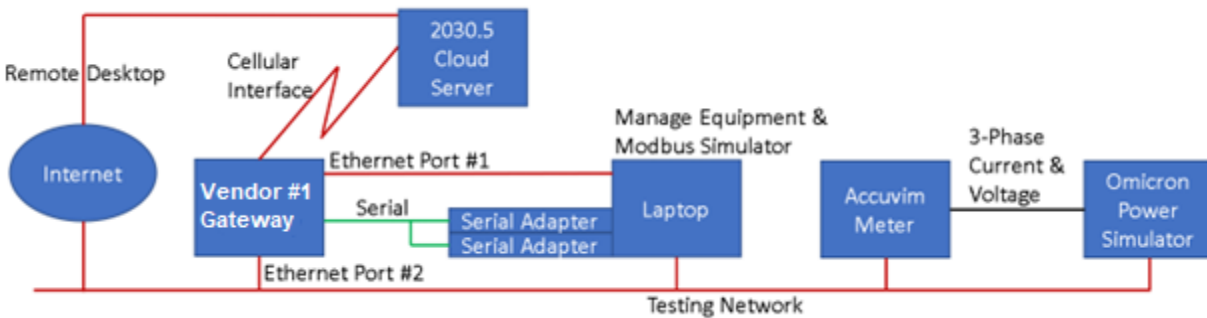 2030.5
Cloud
Server
Remote Desktop
Cellular
Interface
Internet
Vendor #1
Gateway
Ethernet Port #1
Serial
Ethernet Port #2
Manage Equipment &
Modbus Simulator
Serial Adapter
Serial Adapter
Laptop
Accuvim
Meter
3-Phase
Current &
Voltage
Omicron
Power
Simulator
Testing Network